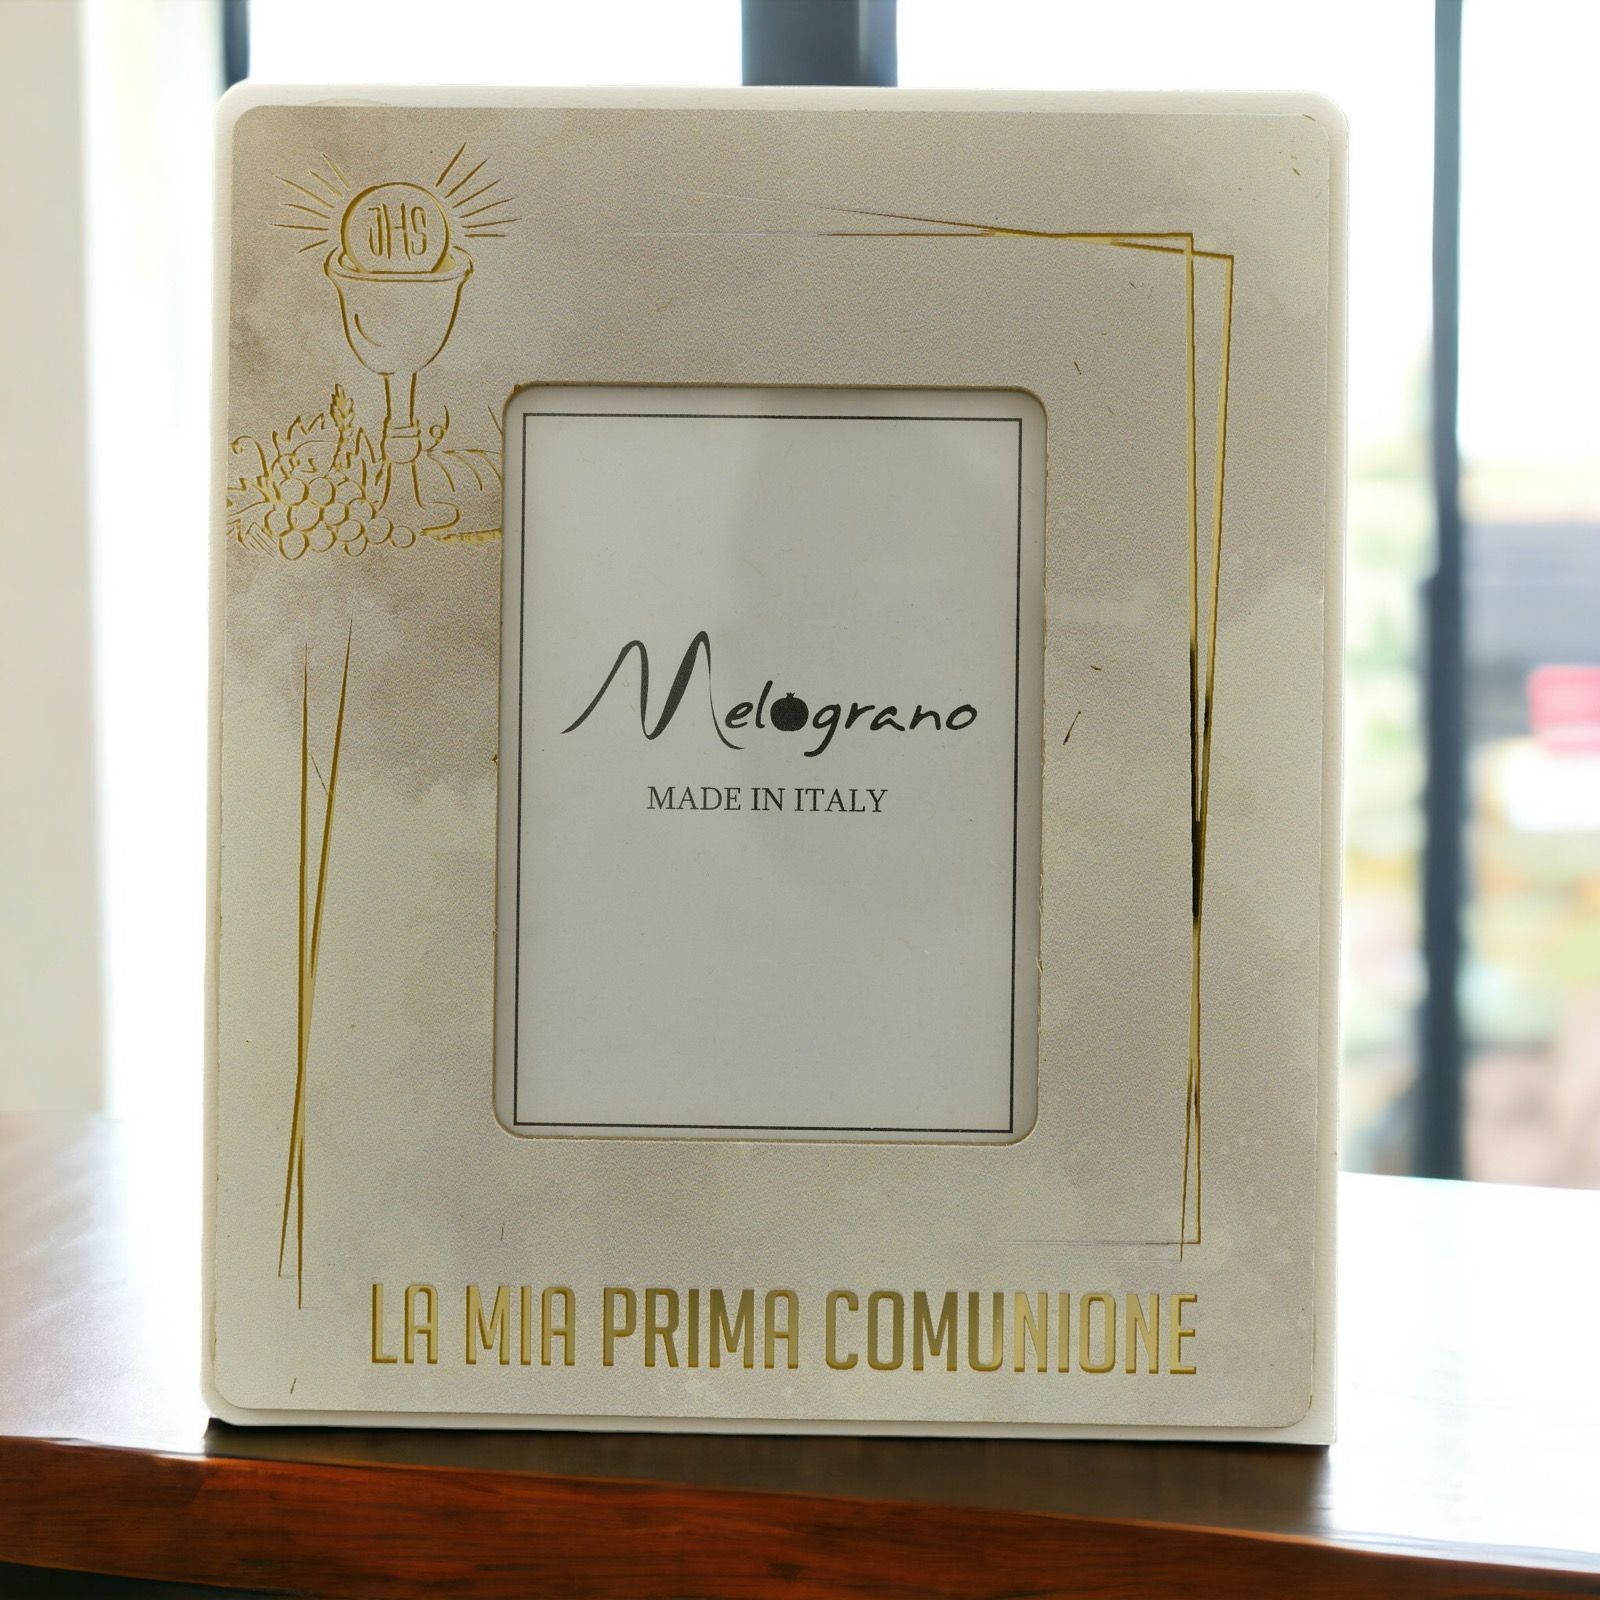 JHS
Melograno
MADE IN ITALY
LA MIA PRIMA COMUNIONE